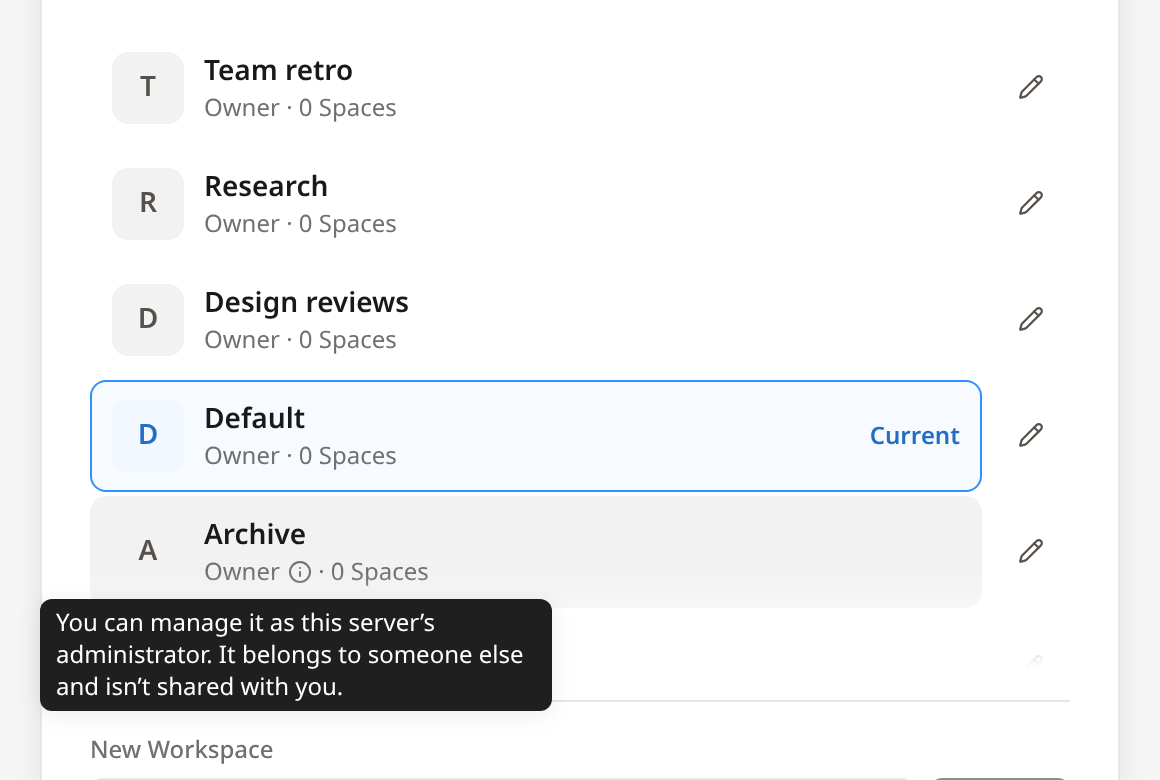 T
Team retro
Owner · 0 Spaces
R
Research
Owner · 0 Spaces
D
Design reviews
Owner · 0 Spaces
D
Default
Owner · 0 Spaces
Current
A
Archive
Owner · 0 Spaces
You can manage it as this server’s
administrator. It belongs to someone else
and isn’t shared with you.
New Workspace